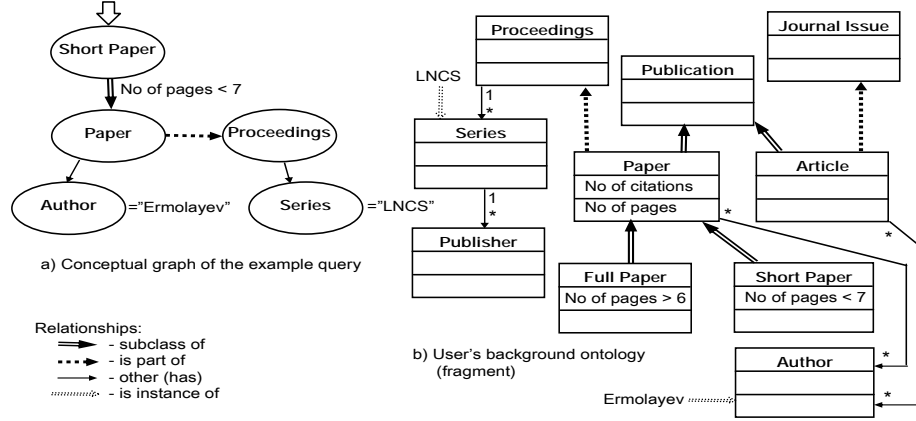 Short Paper
No of pages < 7
Paper
Proceedings
Author
="Ermolayev"
Series
="LNCS"
a) Conceptual graph of the example query
Relationships:
- subclass of
- is part of
- other (has)
- is instance of
Proceedings
Journal Issue
Publication
LNCS
1
*
Series
Paper
No of citations
No of pages
Article
*
*
1
*
Publisher
Full Paper
No of pages > 6
Short Paper
No of pages < 7
b) User's background ontology
(fragment)
Author
*
*
Ermolayev